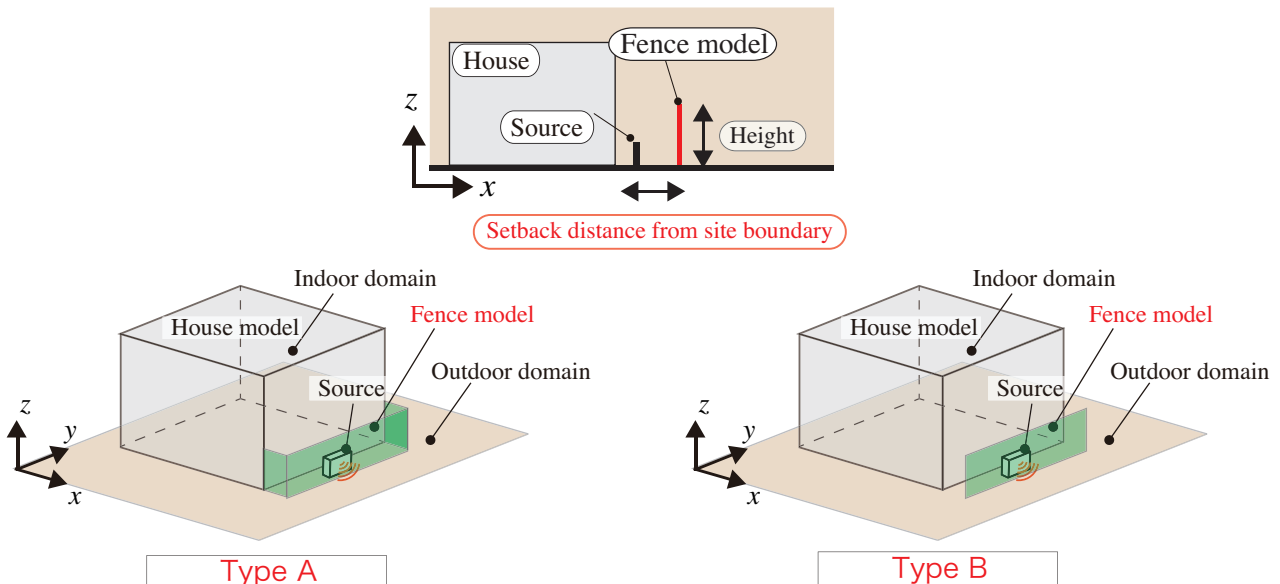 House
Fence model
Source
Height
z
x
Setback distance from site boundary
Indoor domain
Fence model
House model
Outdoor domain
Source
z
y
x
Type A
Indoor domain
Fence model
House model
Outdoor domain
Source
z
y
x
Type B